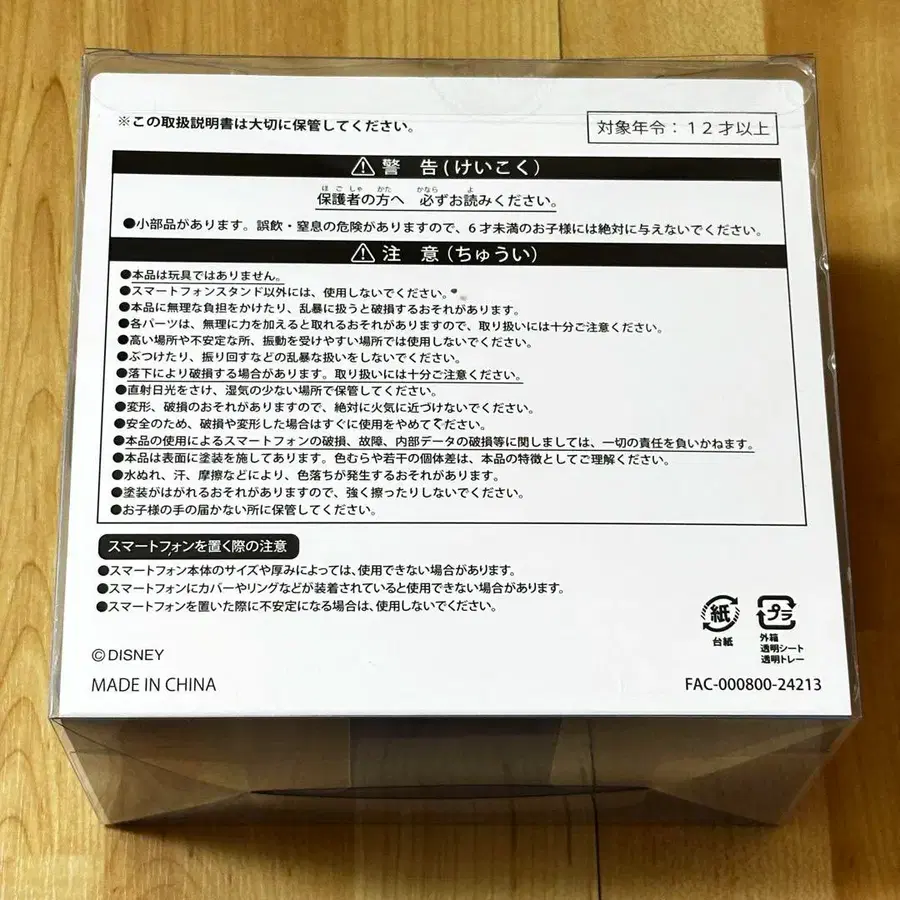 ※この取扱説明書は大切に保管してください。
対象年令：12才以上
警 告(けいこく)
保護者の方へ 必ずお読みください。
●小部品があります。誤飲・窒息の危険がありますので、6才未満のお子様には絶対に与えないでください。
注 意(ちゅうい)
●本品は玩具ではありません。
●スマートフォンスタンド以外には、使用しないでください。
●本品に無理な負担をかけたり、乱暴に扱うと破損するおそれがあります。
●各パーツは、無理に力を加えると取れるおそれがありますので、取り扱いには十分ご注意ください。
●高い場所や不安定な所、振動を受けやすい場所では使用しないでください。
●ぶつけたり、振り回すなどの乱暴な扱いをしないでください。
●落下により破損する場合があります。取り扱いには十分ご注意ください。
●直射日光をさけ、湿気の少ない場所で保管してください。
●変形、破損のおそれがありますので、絶対に火気に近づけないでください。
●安全のため、破損や変形した場合はすぐに使用をやめてください。
●本品の使用によるスマートフォンの破損、故障、内部データの破損等に関しましては、一切の責任を負いかねます。
●本品は表面に塗装を施してあります。色むらや若干の個体差は、本品の特徴としてご理解ください。
●水ぬれ、汗、摩擦などにより、色落ちが発生するおそれがあります。
●塗装がはがれるおそれがありますので、強く擦ったりしないでください。
●お子様の手の届かない所に保管してください。
スマートフォンを置く際の注意
●スマートフォン本体のサイズや厚みによっては、使用できない場合があります。
●スマートフォンにカバーやリングなどが装着されていると使用できない場合があります。
●スマートフォンを置いた際に不安定になる場合は、使用しないでください。
紙
台紙
プラ
外箱
透明シート
透明トレー
©DISNEY
MADE IN CHINA
FAC-000800-24213